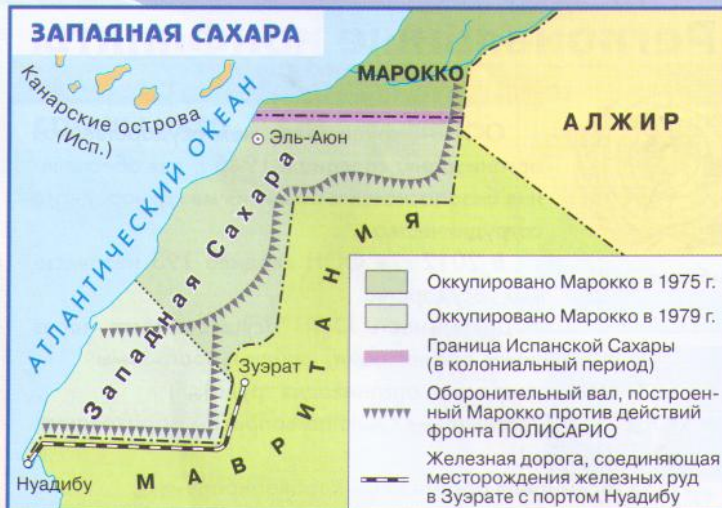 ЗАПАДНАЯ САХАРА
Канарские острова
(Исп.)
АТЛАНТИЧЕСКИЙ ОКЕАН
МАРОККО
АЛЖИР
Эль-Аюн
Западная Сахара
МАВРИТАНИЯ
Зуэрат
Нуадибу
Оккупировано Марокко в 1975 г.
Оккупировано Марокко в 1979 г.
Граница Испанской Сахары
(в колониальный период)
Оборонительный вал, построен-
ный Марокко против действий
фронта ПОЛИСАРИО
Железная дорога, соединяющая
месторождения железных руд
в Зуэрате с портом Нуадибу